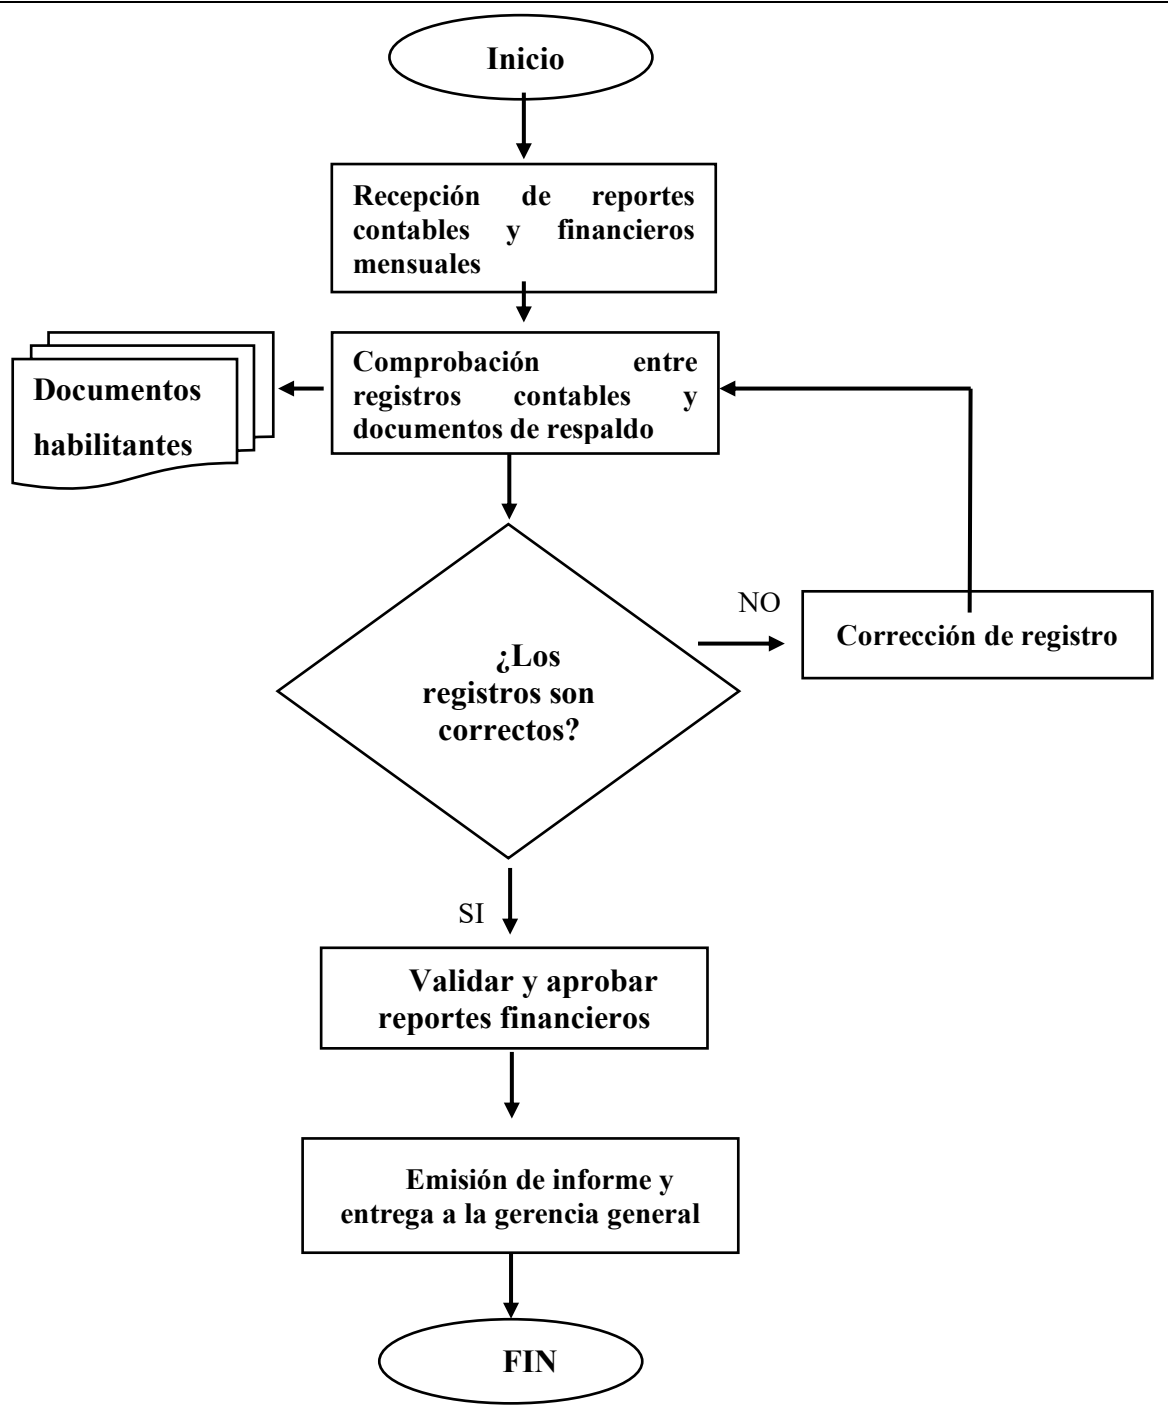 Inicio
Recepción de reportes
contables y financieros
mensuales
Comprobación entre
registros contables y
documentos de respaldo
Documentos
habilitantes
¿Los
registros son
correctos?
NO
Corrección de registro
SI
Validar y aprobar
reportes financieros
Emisión de informe y
entrega a la gerencia general
FIN